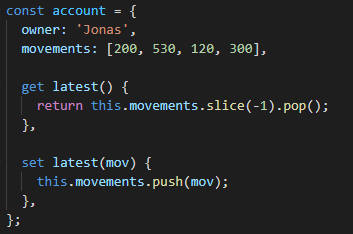 const account = {
  owner: 'Jonas',
  movements: [200, 530, 120, 300],
  get latest() {
    return this.movements.slice(-1).pop();
  },
  set latest(mov) {
    this.movements.push(mov);
  },
};